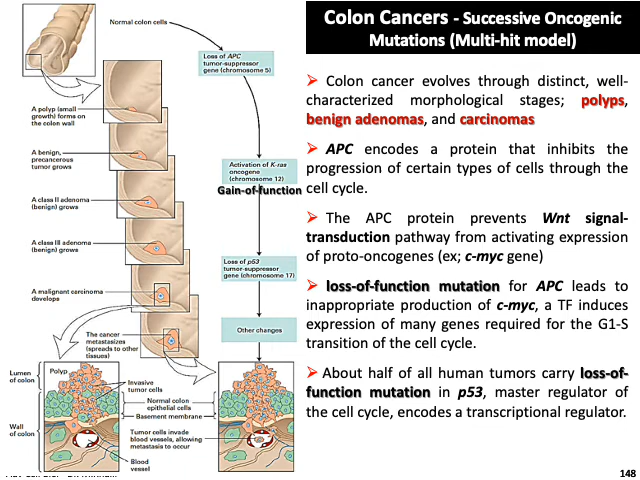 Colon Cancers - Successive Oncogenic
Mutations (Multi-hit model)
Normal colon cells
Loss of APC
tumor-suppressor
gene (chromosome 5)
A polyp (small
growth) forms on
the colon wall
A benign,
precancerous
tumor grows
Activation of K-ras
oncogene
(chromosome 12)
Gain-of-function
A class II adenoma
(benign) grows
A class III adenoma
(benign) grows
Loss of p53
tumor-suppressor
gene (chromosome 17)
A malignant carcinoma
develops
Other changes
The cancer
metastasizes
(spreads to other
tissues)
Lumen
of colon
Polyp
Invasive
tumor cells
Normal colon
epithelial cells
Basement membrane
Wall
of colon
Tumor cells invade
blood vessels, allowing
metastasis to occur
Blood
vessel
➢ Colon cancer evolves through distinct, well-
characterized morphological stages; polyps,
benign adenomas, and carcinomas
➢ APC encodes a protein that inhibits the
progression of certain types of cells through the
cell cycle.
➢ The APC protein prevents Wnt signal-
transduction pathway from activating expression
of proto-oncogenes (ex; c-myc gene)
➢ loss-of-function mutation for APC leads to
inappropriate production of c-myc, a TF induces
expression of many genes required for the G1-S
transition of the cell cycle.
➢ About half of all human tumors carry loss-of-
function mutation in p53, master regulator of
the cell cycle, encodes a transcriptional regulator.
148